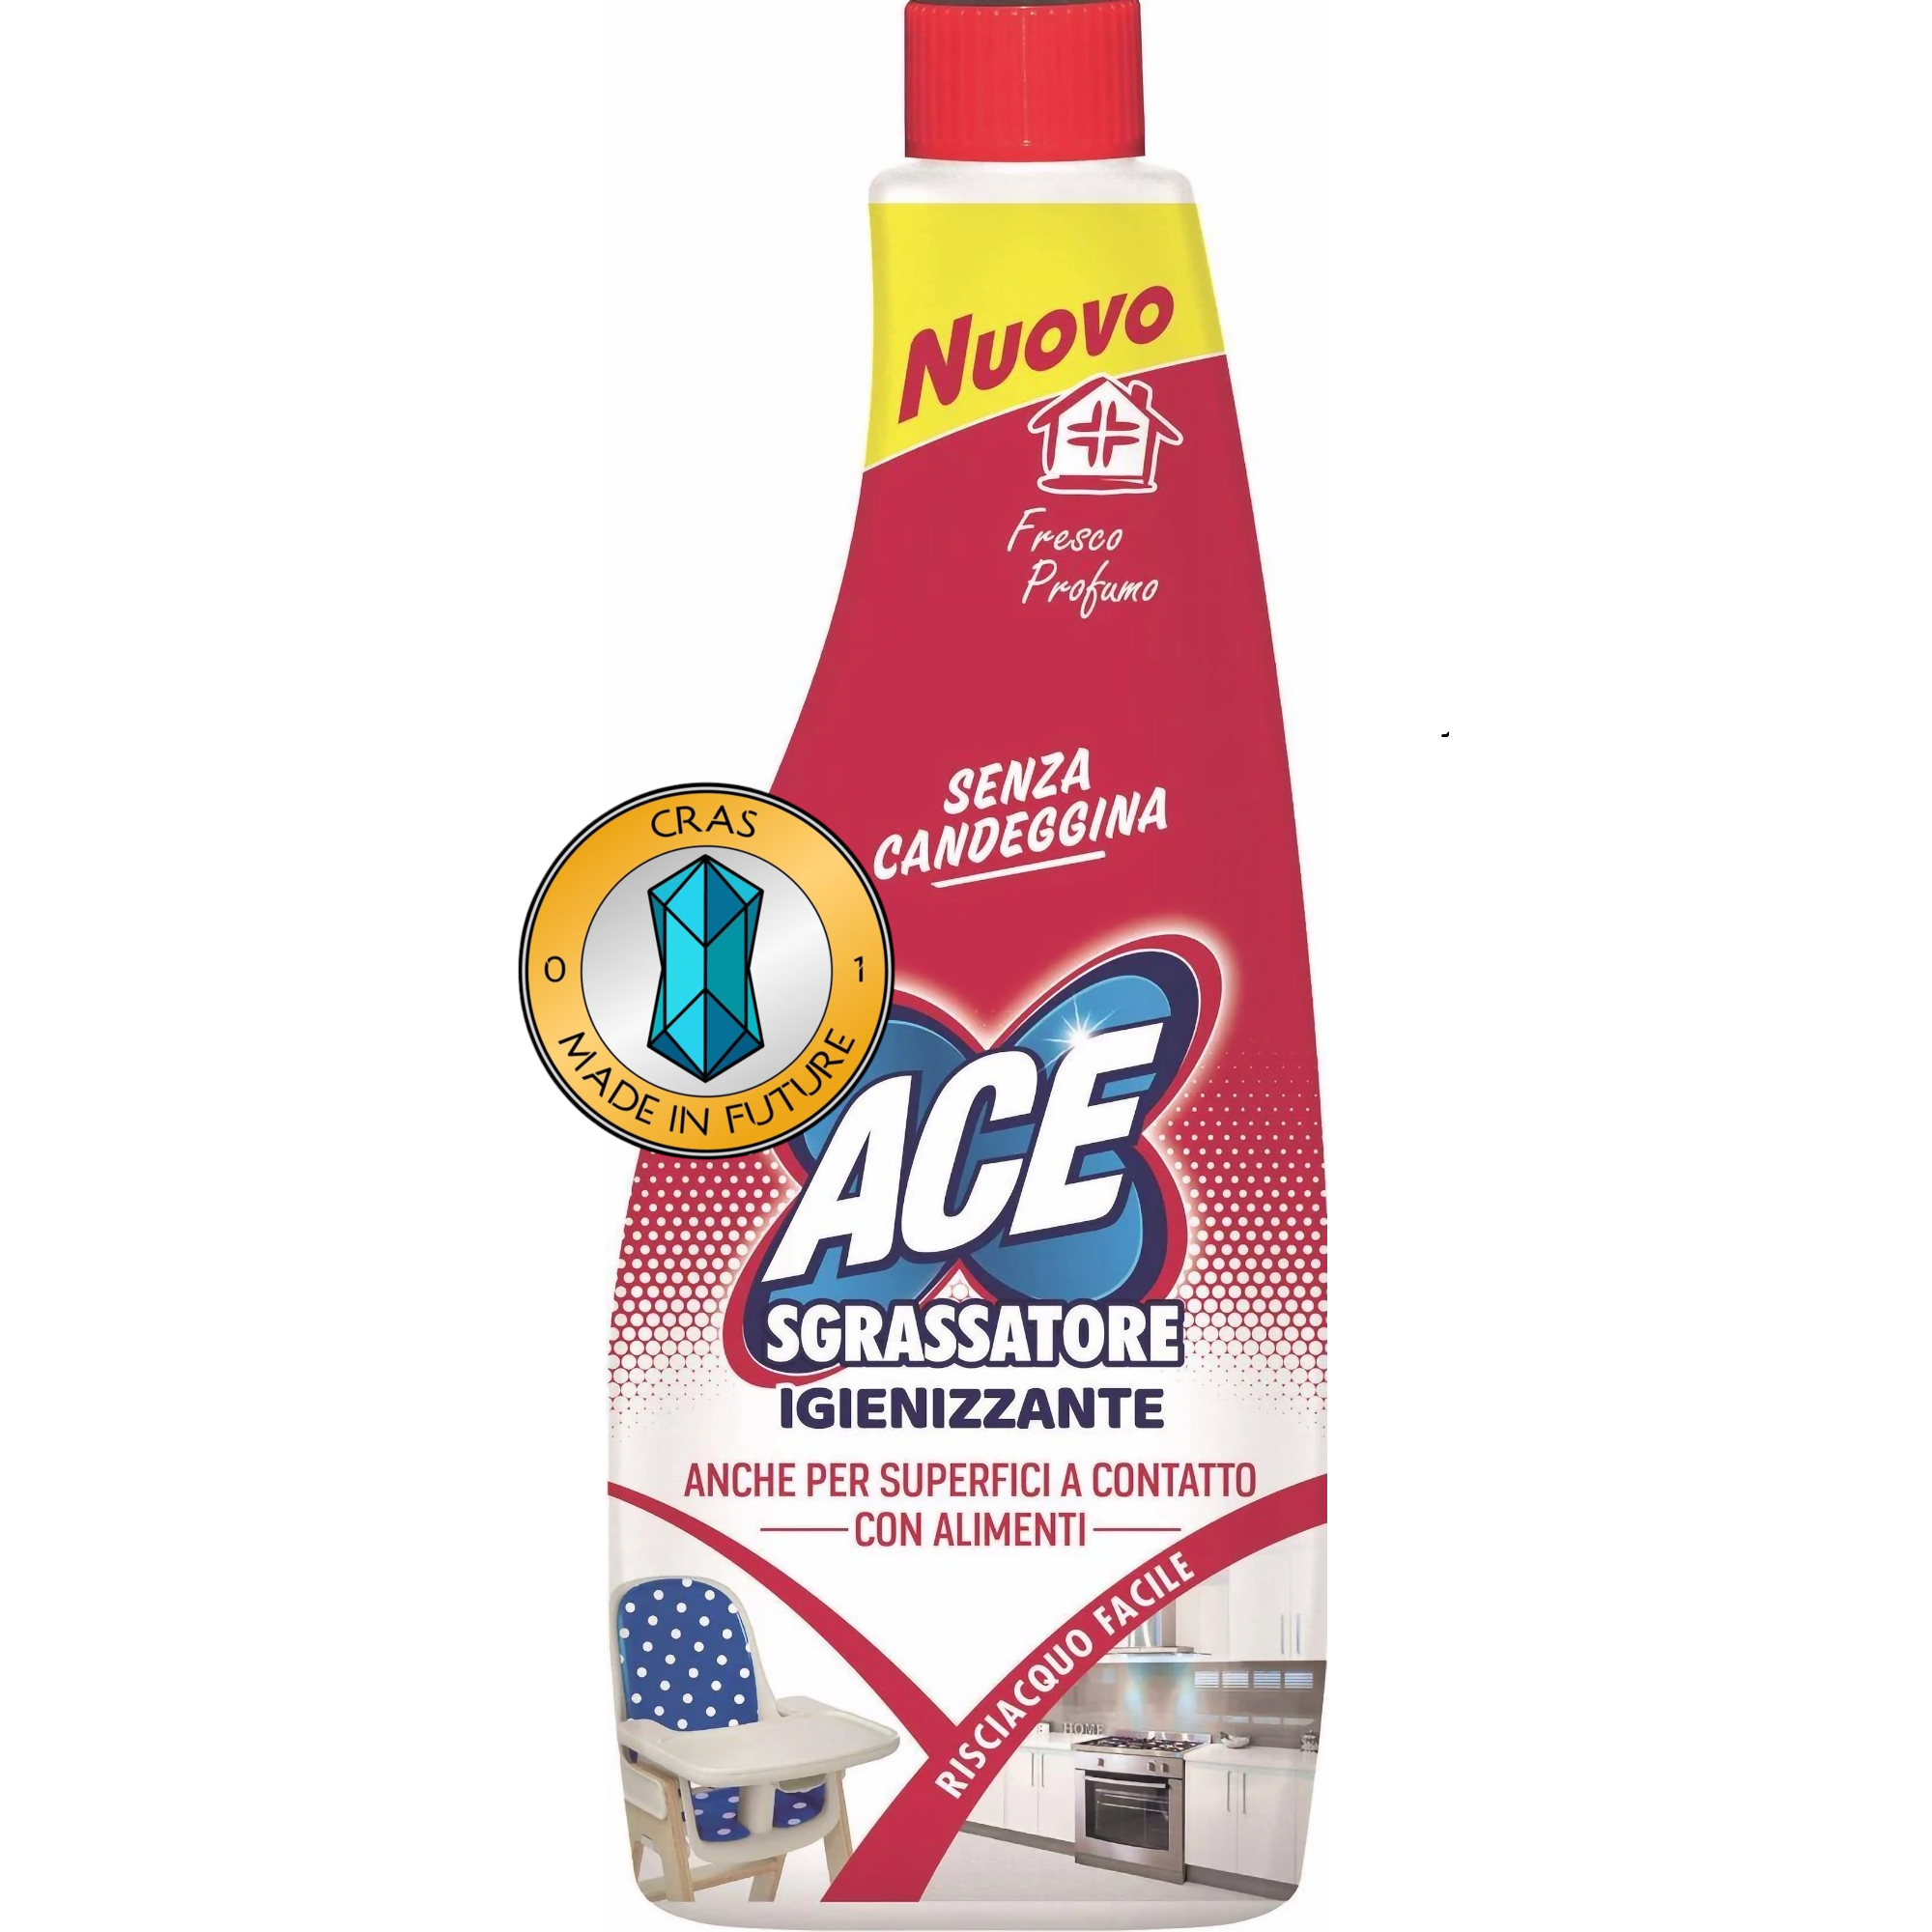 NUOVO
Fresco
Profumo
SENZA
CANDEGGINA
CRAS
0 1
MADE IN FUTURE
ACE
SGRASSATORE
IGIENIZZANTE
ANCHE PER SUPERFICI A CONTATTO
CON ALIMENTI
RISCIACQUO FACILE
HOME